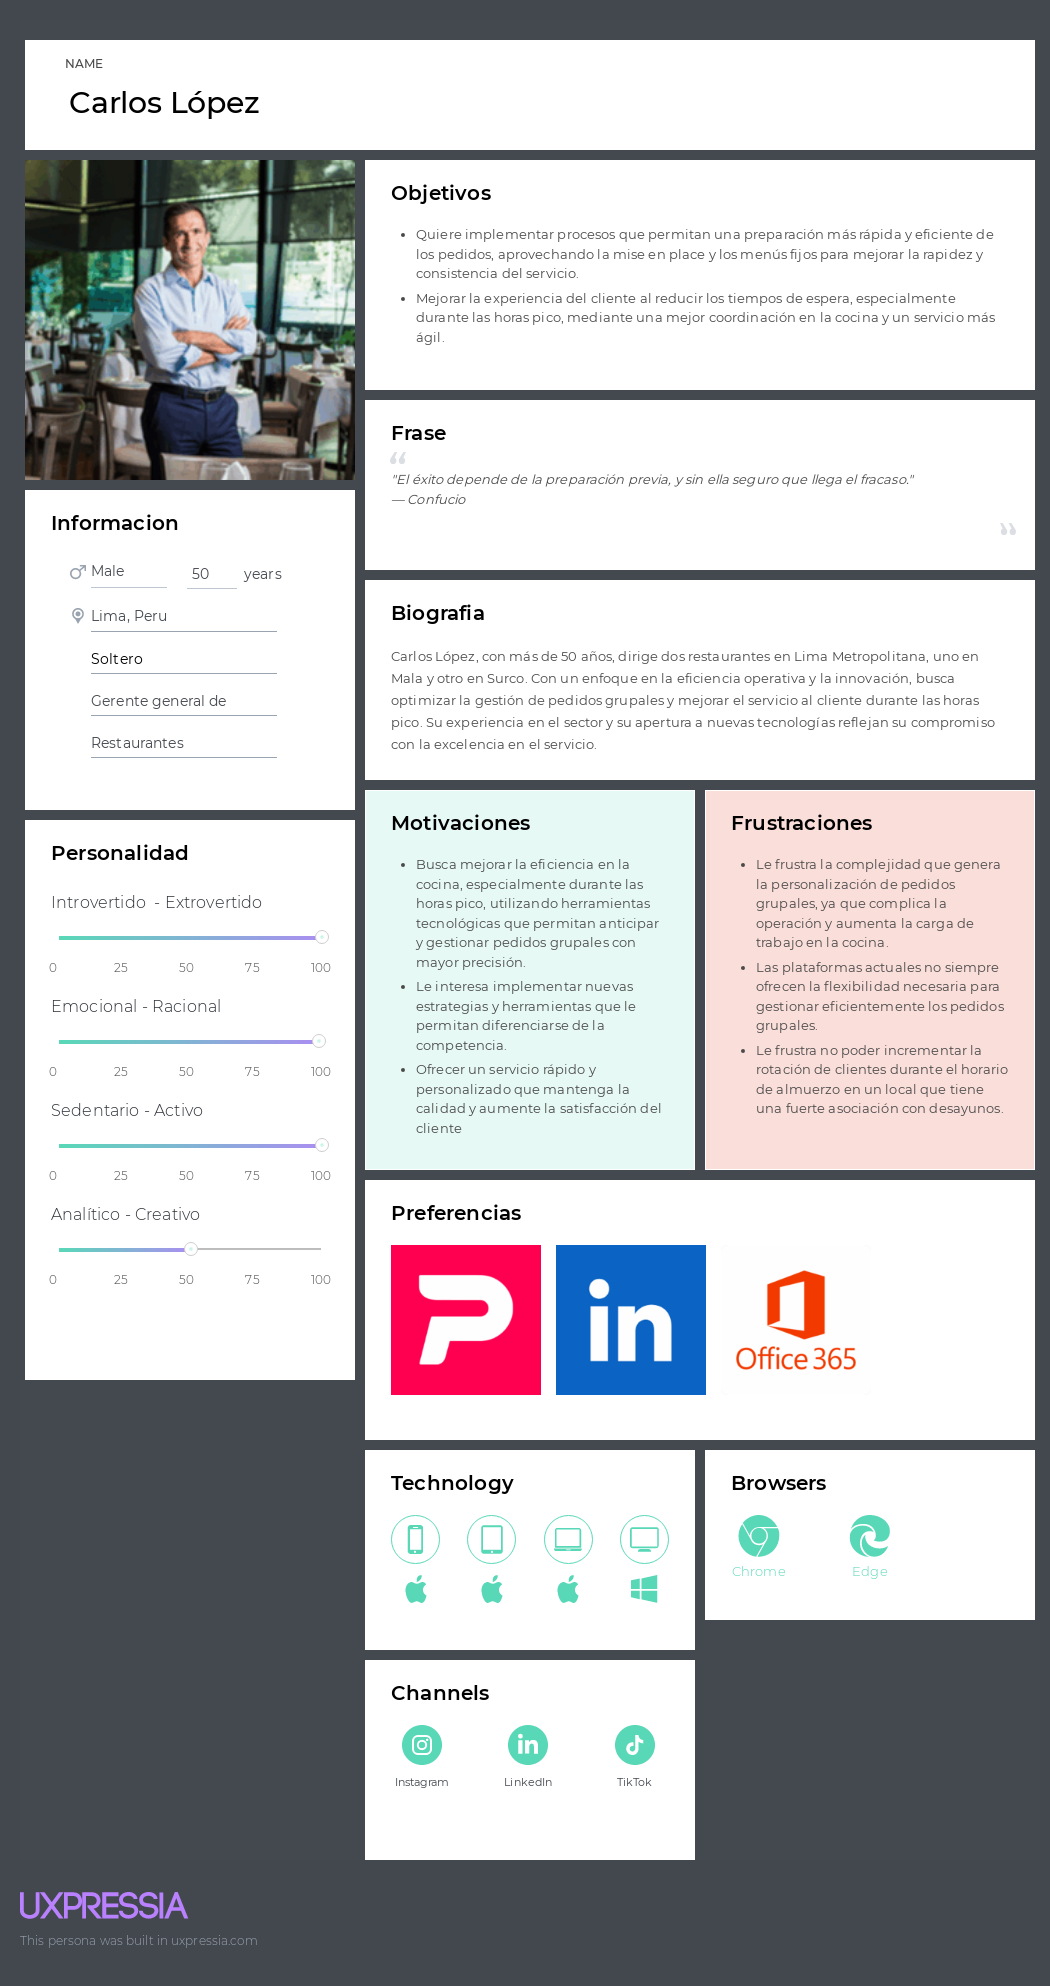 NAME
Carlos López
Informacion
Male
50 years
Lima, Peru
Soltero
Gerente general de
Restaurantes
Personalidad
Introvertido - Extrovertido
0 25 50 75 100
Emocional - Racional
0 25 50 75 100
Sedentario - Activo
0 25 50 75 100
Analítico - Creativo
0 25 50 75 100
Objetivos
• Quiere implementar procesos que permitan una preparación más rápida y eficiente de
los pedidos, aprovechando la mise en place y los menús fijos para mejorar la rapidez y
consistencia del servicio.
• Mejorar la experiencia del cliente al reducir los tiempos de espera, especialmente
durante las horas pico, mediante una mejor coordinación en la cocina y un servicio más
ágil.
Frase
“
"El éxito depende de la preparación previa, y sin ella seguro que llega el fracaso."
— Confucio
”
Biografia
Carlos López, con más de 50 años, dirige dos restaurantes en Lima Metropolitana, uno en
Mala y otro en Surco. Con un enfoque en la eficiencia operativa y la innovación, busca
optimizar la gestión de pedidos grupales y mejorar el servicio al cliente durante las horas
pico. Su experiencia en el sector y su apertura a nuevas tecnologías reflejan su compromiso
con la excelencia en el servicio.
Motivaciones
• Busca mejorar la eficiencia en la
cocina, especialmente durante las
horas pico, utilizando herramientas
tecnológicas que permitan anticipar
y gestionar pedidos grupales con
mayor precisión.
• Le interesa implementar nuevas
estrategias y herramientas que le
permitan diferenciarse de la
competencia.
• Ofrecer un servicio rápido y
personalizado que mantenga la
calidad y aumente la satisfacción del
cliente
Frustraciones
• Le frustra la complejidad que genera
la personalización de pedidos
grupales, ya que complica la
operación y aumenta la carga de
trabajo en la cocina.
• Las plataformas actuales no siempre
ofrecen la flexibilidad necesaria para
gestionar eficientemente los pedidos
grupales.
• Le frustra no poder incrementar la
rotación de clientes durante el horario
de almuerzo en un local que tiene
una fuerte asociación con desayunos.
Preferencias
P
in
Office 365
Technology
Browsers
Chrome
Edge
Channels
in
Instagram
LinkedIn
TikTok
UXPRESSIA
This persona was built in uxpressia.com